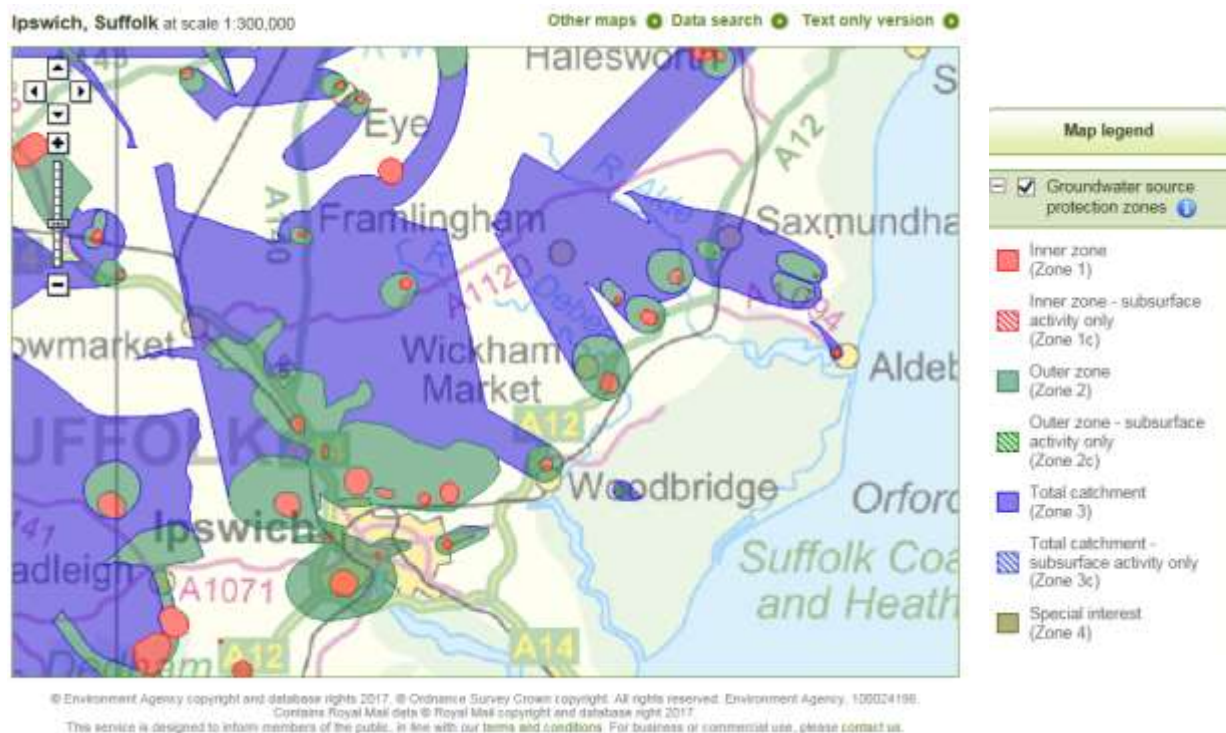 Ipswich, Suffolk at scale 1:300,000
Other maps Data search Text only version
Halesworth
Eye
A12
A140
Framlingham
R Alde
Saxmundha
A1120
R Deben
A1094
owmarket
Wickham
Market
Aldeb
UFFOLK
A12
Woodbridge
Orford
Ipswich
adleigh
A1071
Suffolk Coa
and Heath
Dedham
A12
A14
Map legend
Groundwater source
protection zones
Inner zone
(Zone 1)
Inner zone - subsurface
activity only
(Zone 1c)
Outer zone
(Zone 2)
Outer zone - subsurface
activity only
(Zone 2c)
Total catchment
(Zone 3)
Total catchment -
subsurface activity only
(Zone 3c)
Special interest
(Zone 4)
© Environment Agency copyright and database rights 2017. © Ordnance Survey Crown copyright. All rights reserved. Environment Agency, 100024198.
Contains Royal Mail data © Royal Mail copyright and database right 2017.
This service is designed to inform members of the public, in line with our terms and conditions. For business or commercial use, please contact us.